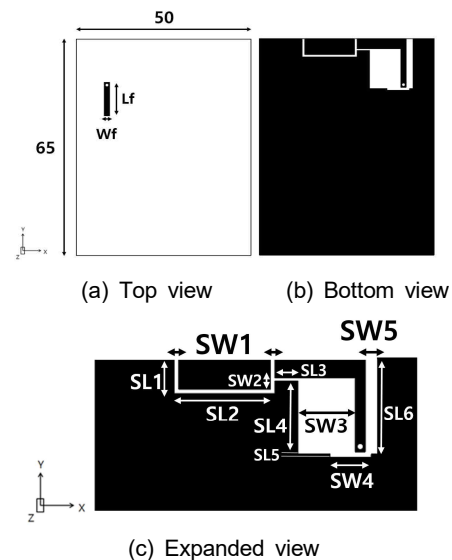 50
65
Lf
Wf
Y
Z X
(a) Top view (b) Bottom view
SW5
SW1
SL1 SW2 SL3
SL2 SL4 SW3 SL6
SL5
SW4
Y
Z X
(c) Expanded view